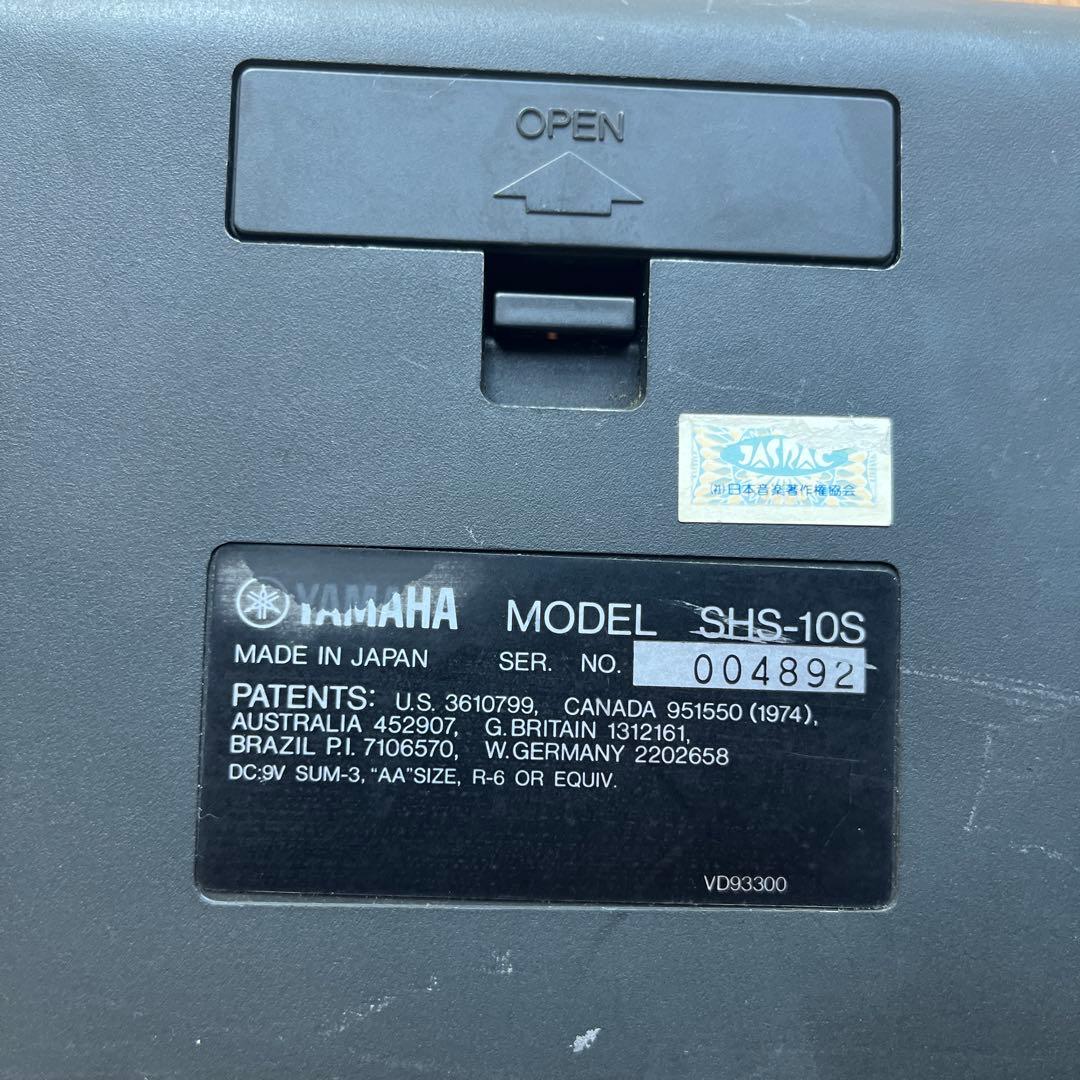 OPEN
JASRAC
(社)日本音楽著作権協会
YAMAHA MODEL SHS-10S
MADE IN JAPAN SER. NO. 004892
PATENTS: U.S. 3610799, CANADA 951550 (1974),
AUSTRALIA 452907, G.BRITAIN 1312161,
BRAZIL P.I. 7106570, W.GERMANY 2202658
DC:9V SUM-3, "AA"SIZE, R-6 OR EQUIV.
VD93300